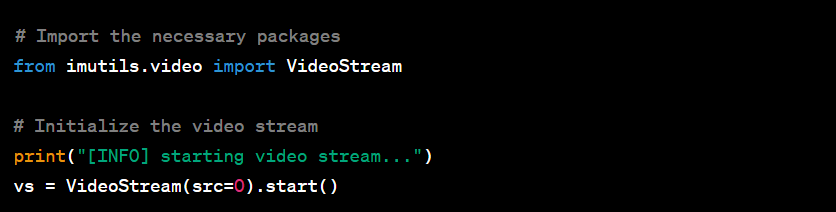 # Import the necessary packages
from imutils.video import VideoStream
# Initialize the video stream
print("[INFO] starting video stream...")
vs = VideoStream(src=0).start()